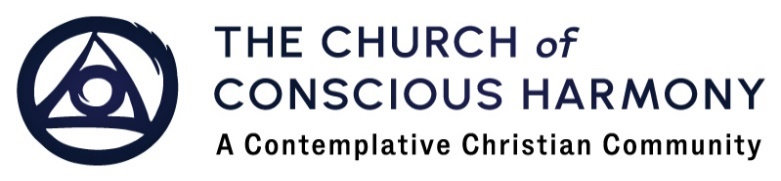 THE CHURCH of
CONSCIOUS HARMONY
A Contemplative Christian Community